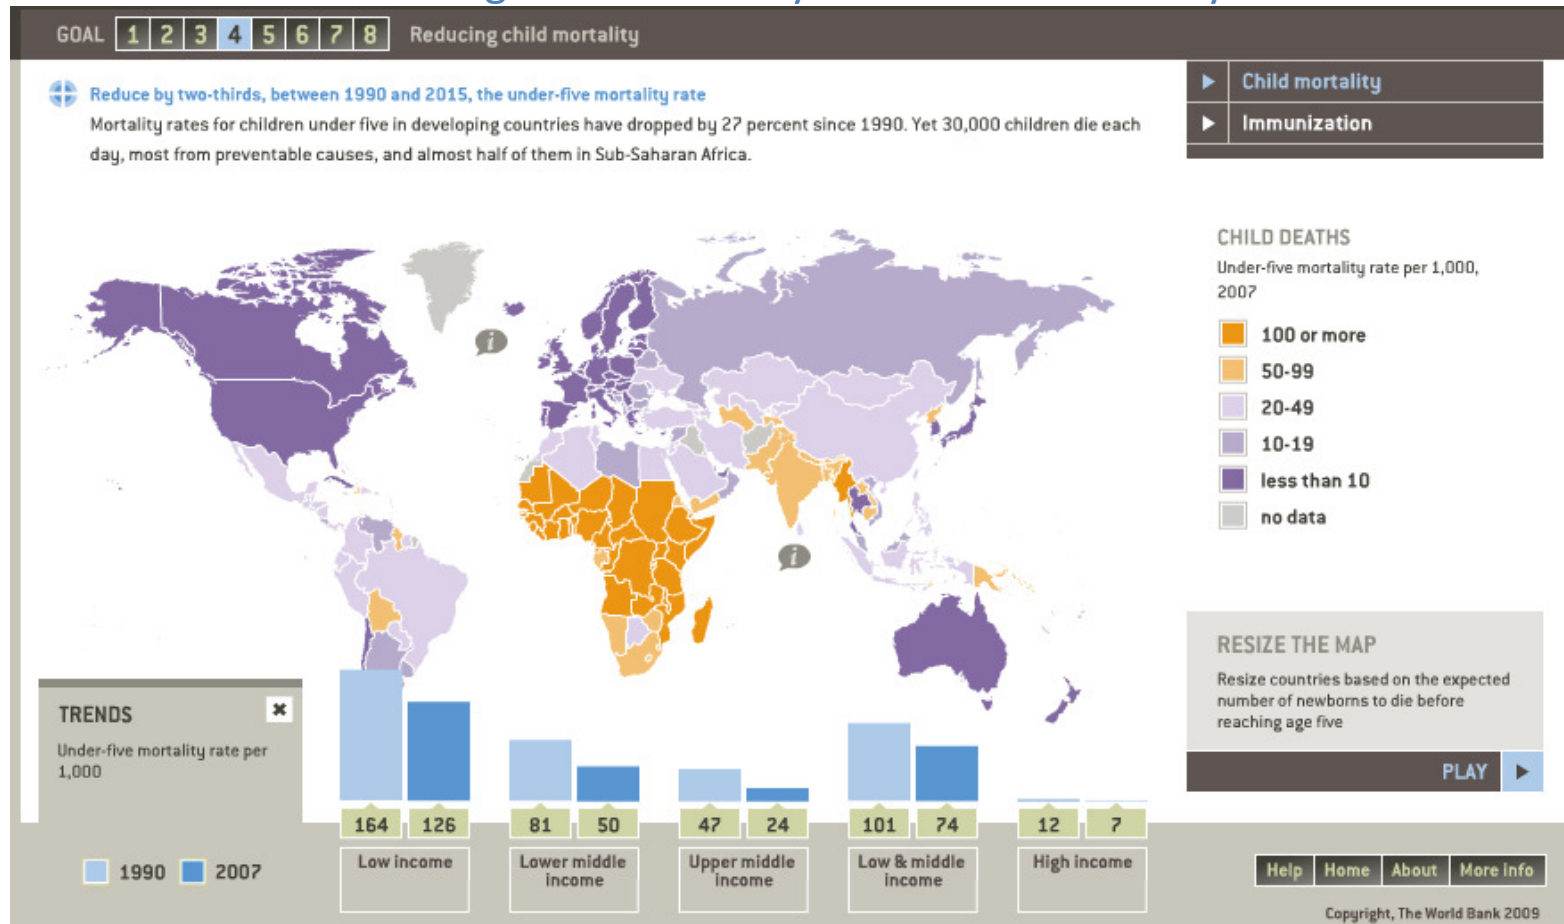 GOAL 1 2 3 4 5 6 7 8 Reducing child mortality
Child mortality
Immunization
Reduce by two-thirds, between 1990 and 2015, the under-five mortality rate
Mortality rates for children under five in developing countries have dropped by 27 percent since 1990. Yet 30,000 children die each
day, most from preventable causes, and almost half of them in Sub-Saharan Africa.
CHILD DEATHS
Under-five mortality rate per 1,000,
2007
100 or more
50-99
20-49
10-19
less than 10
no data
i
i
RESIZE THE MAP
Resize countries based on the expected
number of newborns to die before
reaching age five
PLAY
TRENDS
Under-five mortality rate per
1,000
164 126 81 50 47 24 101 74 12 7
Low income
Lower middle
income
Upper middle
income
Low & middle
income
High income
1990 2007
Help Home About More Info
Copyright, The World Bank 2009